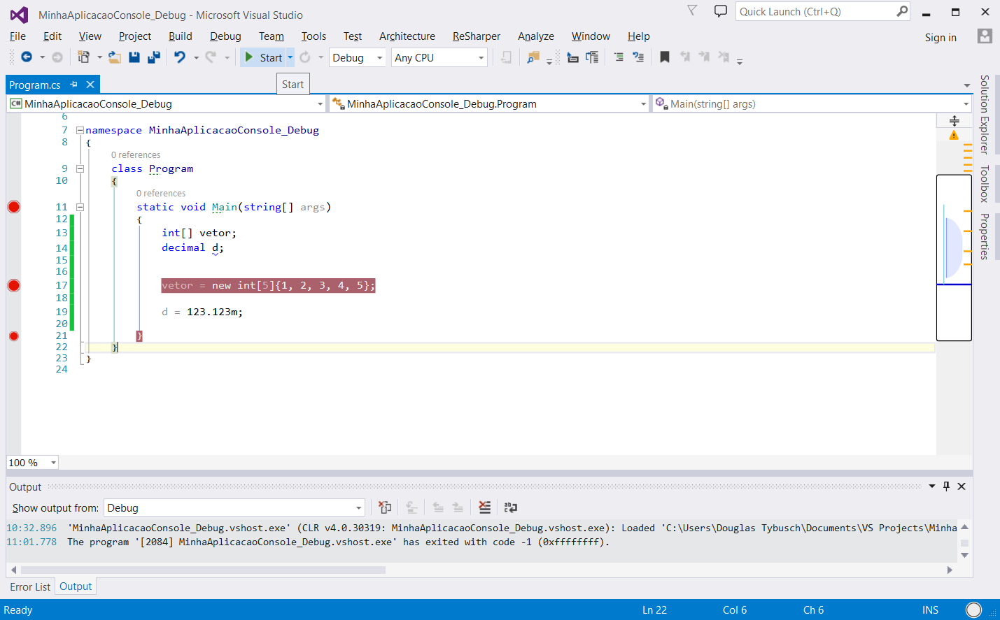 MinhaAplicacaoConsole_Debug - Microsoft Visual Studio
Quick Launch (Ctrl+Q)
File Edit View Project Build Debug Team Tools Test Architecture ReSharper Analyze Window Help
Sign in
Start Debug Any CPU
Program.cs
Start
C# MinhaAplicacaoConsole_Debug
MinhaAplicacaoConsole_Debug.Program
Main(string[] args)
6
7 namespace MinhaAplicacaoConsole_Debug
8 {
0 references
9 class Program
10 {
0 references
11 static void Main(string[] args)
12 {
13 int[] vetor;
14 decimal d;
15
16
17 vetor = new int[5]{1, 2, 3, 4, 5};
18
19 d = 123.123m;
20
21 }
22 }
23 }
24
Solution Explorer
Toolbox
Properties
100 %
Output
Show output from: Debug
10:32.896 'MinhaAplicacaoConsole_Debug.vshost.exe' (CLR v4.0.30319: MinhaAplicacaoConsole_Debug.vshost.exe): Loaded 'C:\Users\Douglas Tybusch\Documents\VS Projects\Minha
11:01.778 The program '[2084] MinhaAplicacaoConsole_Debug.vshost.exe' has exited with code -1 (0xffffffff).
Error List Output
Ready Ln 22 Col 6 Ch 6 INS